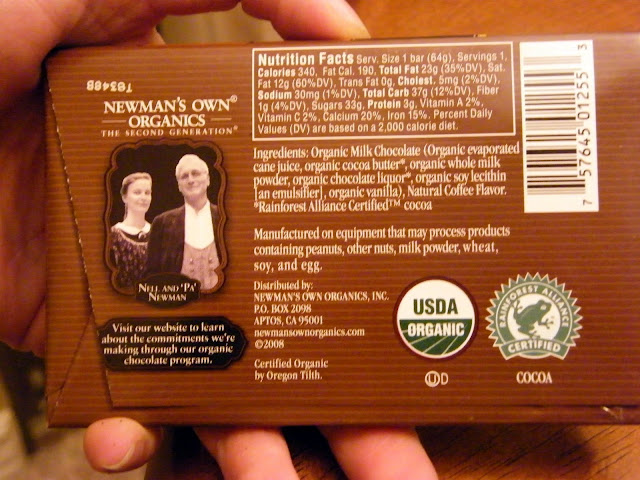 T8340B
NEWMAN'S OWN®
ORGANICS
THE SECOND GENERATION®
NELL AND 'PA'
NEWMAN
Visit our website to learn
about the commitments we're
making through our organic
chocolate program.
Nutrition Facts Serv. Size 1 bar (64g), Servings 1,
Calories 340, Fat Cal. 190, Total Fat 23g (35%DV), Sat.
Fat 12g (60%DV), Trans Fat 0g, Cholest. 5mg (2%DV),
Sodium 30mg (1%DV), Total Carb 37g (12%DV), Fiber
1g (4%DV), Sugars 33g, Protein 3g, Vitamin A 2%,
Vitamin C 2%, Calcium 20%, Iron 15%. Percent Daily
Values (DV) are based on a 2,000 calorie diet.
Ingredients: Organic Milk Chocolate (Organic evaporated
cane juice, organic cocoa butter*, organic whole milk
powder, organic chocolate liquor*, organic soy lecithin
[an emulsifier], organic vanilla), Natural Coffee Flavor.
*Rainforest Alliance Certified™ cocoa
Manufactured on equipment that may process products
containing peanuts, other nuts, milk powder, wheat,
soy, and egg.
Distributed by:
NEWMAN'S OWN ORGANICS, INC.
P.O. BOX 2098
APTOS, CA 95001
newmansownorganics.com
©2008
Certified Organic
by Oregon Tilth.
USDA
ORGANIC
U D
RAINFOREST ALLIANCE
CERTIFIED
COCOA
7 57645 01255 3